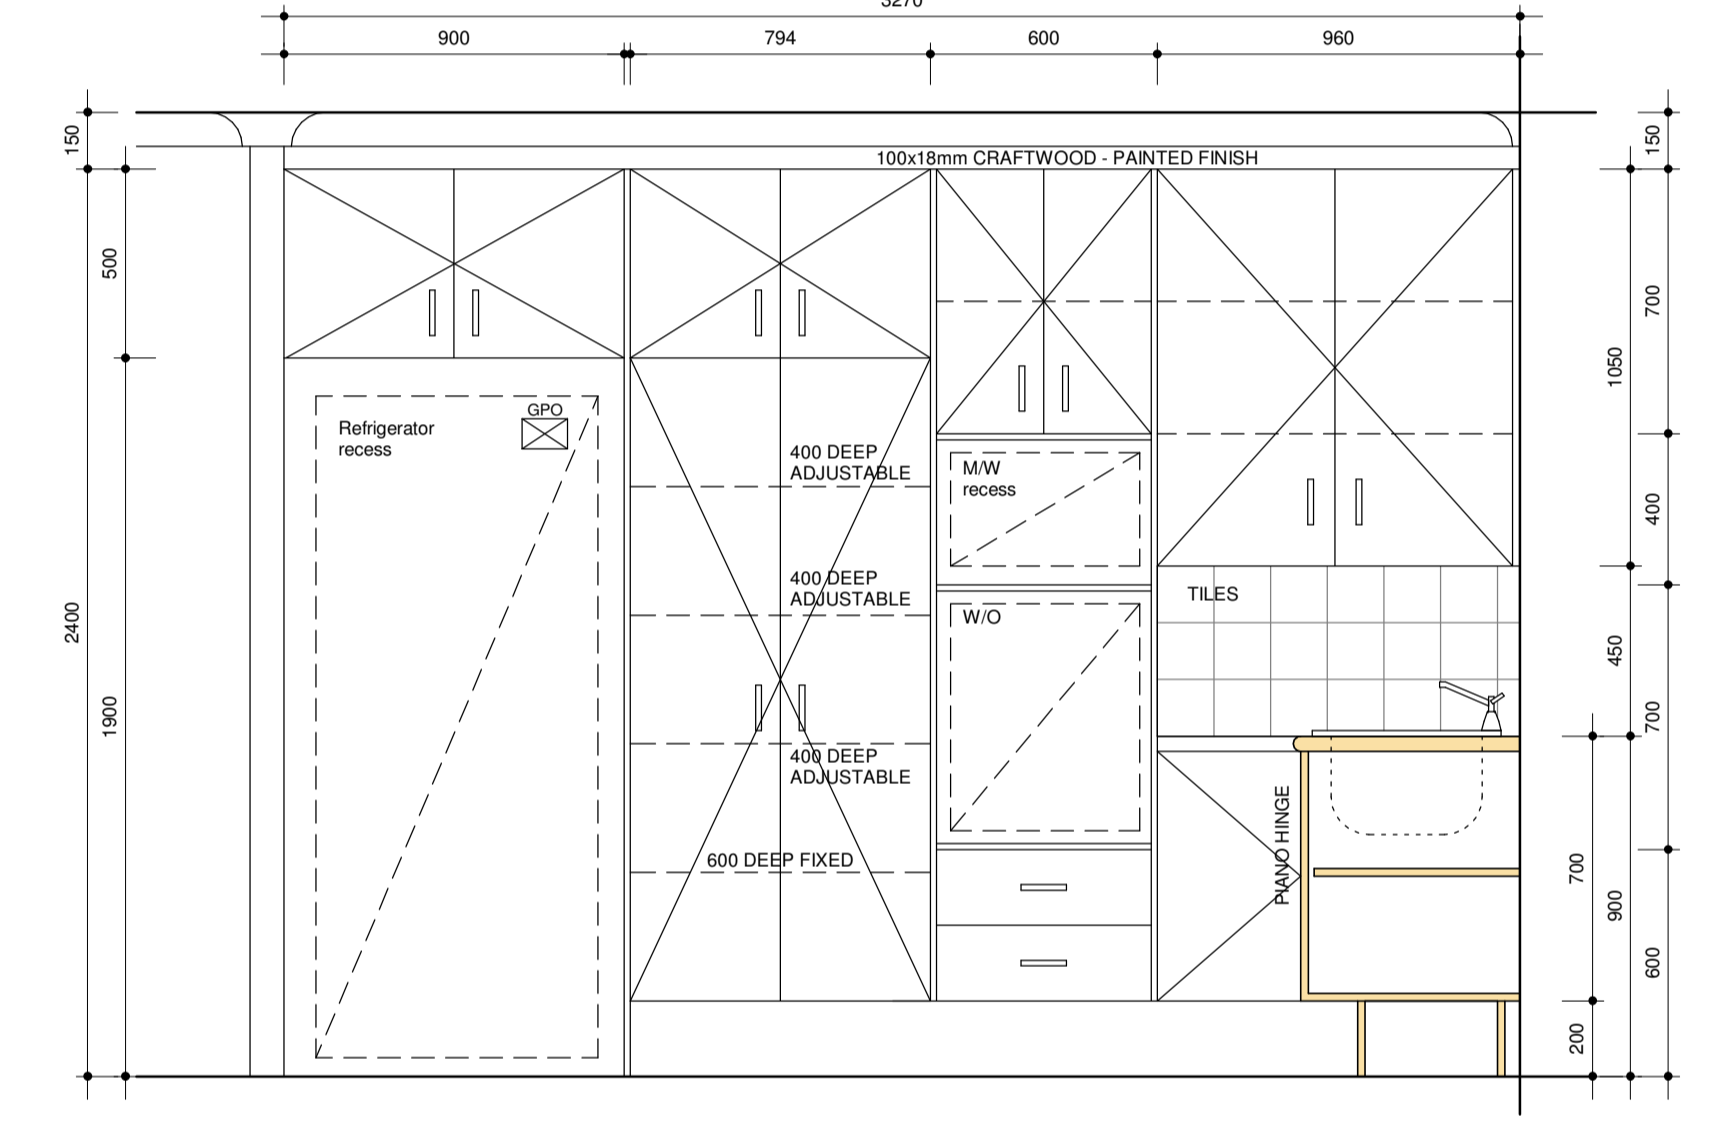 3270
900
794
600
960
150
150
100x18mm CRAFTWOOD - PAINTED FINISH
500
700
1050
GPO
Refrigerator
recess
400 DEEP
ADJUSTABLE
M/W
recess
400
400 DEEP
ADJUSTABLE
TILES
W/O
2400
450
1900
700
400 DEEP
ADJUSTABLE
PIANO HINGE
600 DEEP FIXED
700
900
600
200